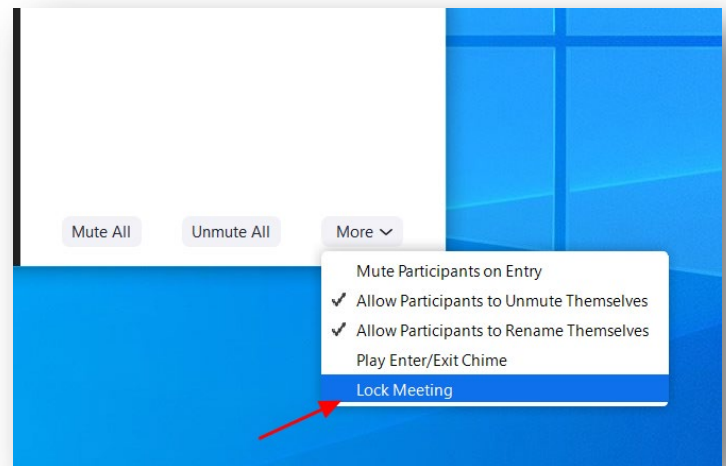 Mute All Unmute All More
Mute Participants on Entry
Allow Participants to Unmute Themselves
Allow Participants to Rename Themselves
Play Enter/Exit Chime
Lock Meeting